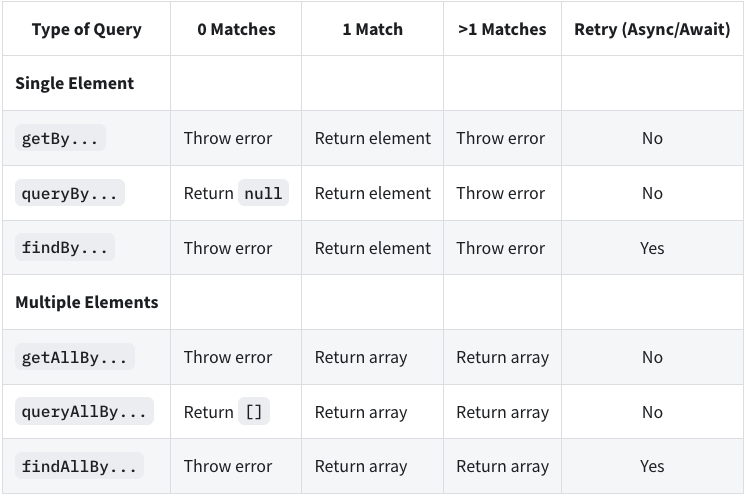 Type of Query 0 Matches 1 Match >1 Matches Retry (Async/Await)
Single Element
getBy... Throw error Return element Throw error No
queryBy... Return null Return element Throw error No
findBy... Throw error Return element Throw error Yes
Multiple Elements
getAllBy... Throw error Return array Return array No
queryAllBy... Return [] Return array Return array No
findAllBy... Throw error Return array Return array Yes